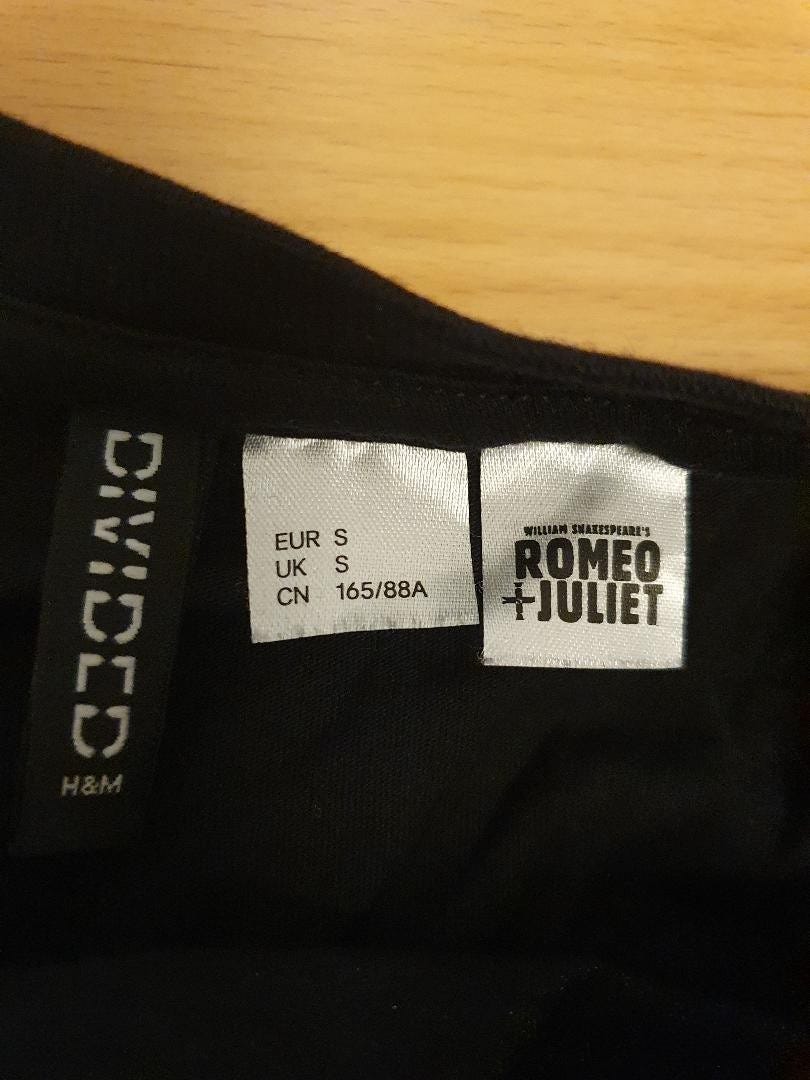 DIVIDED
H&M
EUR S
UK S
CN 165/88A
WILLIAM SHAKESPEARE'S
ROMEO
+JULIET